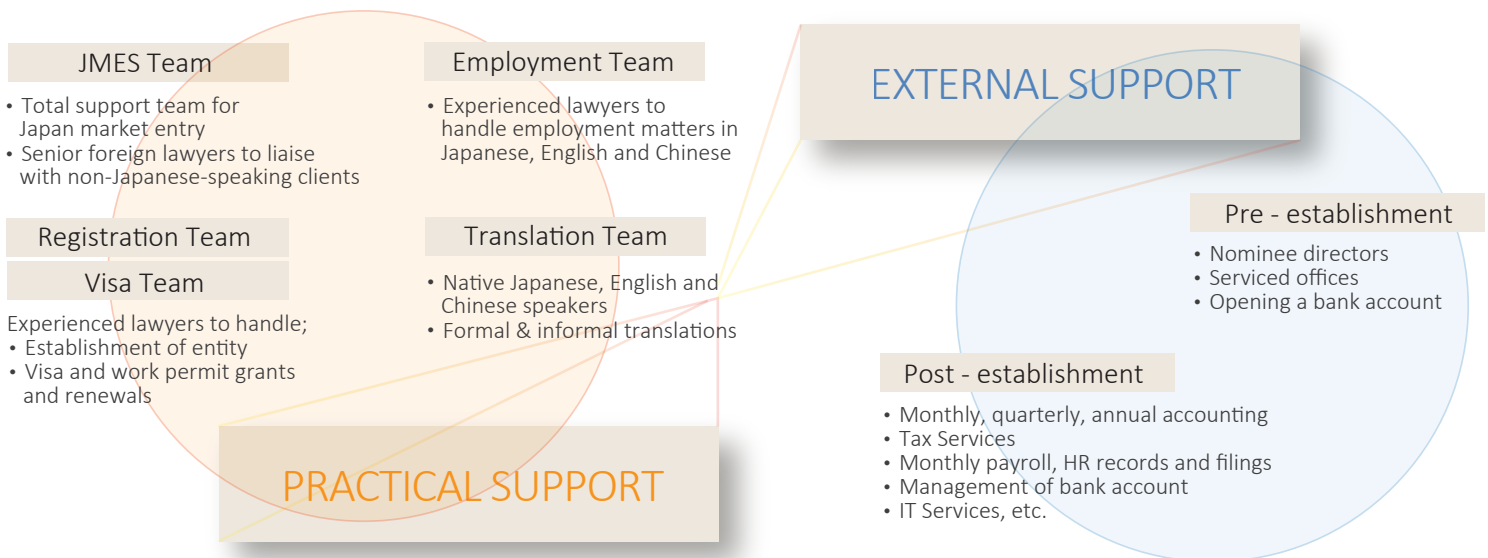 JMES Team
• Total support team for
Japan market entry
• Senior foreign lawyers to liaise
with non-Japanese-speaking clients
Employment Team
• Experienced lawyers to
handle employment matters in
Japanese, English and Chinese
Registration Team
Visa Team
Experienced lawyers to handle;
• Establishment of entity
• Visa and work permit grants
and renewals
Translation Team
• Native Japanese, English and
Chinese speakers
• Formal & informal translations
PRACTICAL SUPPORT
EXTERNAL SUPPORT
Pre - establishment
• Nominee directors
• Serviced offices
• Opening a bank account
Post - establishment
• Monthly, quarterly, annual accounting
• Tax Services
• Monthly payroll, HR records and filings
• Management of bank account
• IT Services, etc.